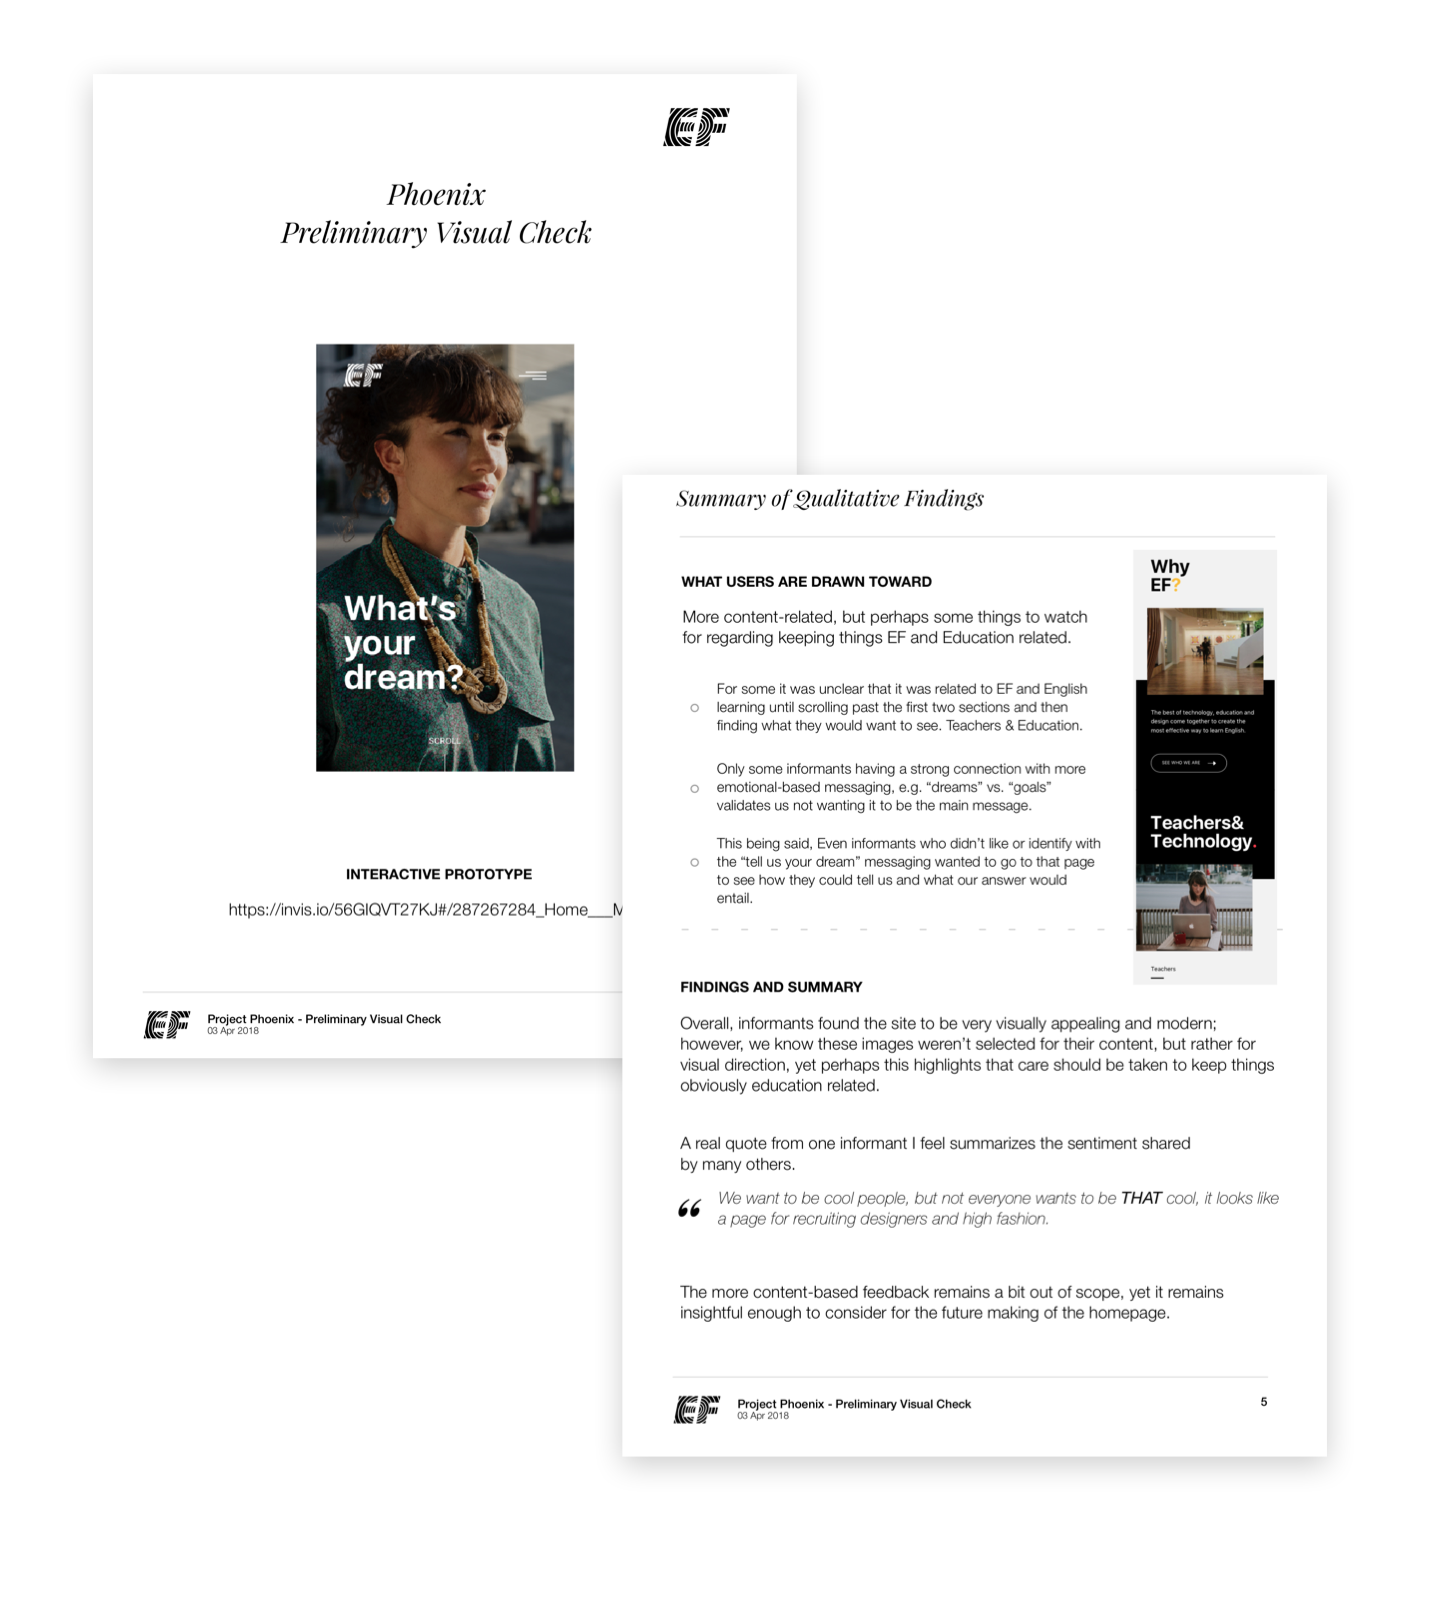 EF
Phoenix
Preliminary Visual Check
EF
What's
your
dream?
SCROLL
INTERACTIVE PROTOTYPE
https://invis.io/56GIQVT27KJ#/287267284_Home___M
EF
Project Phoenix - Preliminary Visual Check
03 Apr 2018
Summary of Qualitative Findings
WHAT USERS ARE DRAWN TOWARD
More content-related, but perhaps some things to watch
for regarding keeping things EF and Education related.
For some it was unclear that it was related to EF and English
learning until scrolling past the first two sections and then
finding what they would want to see. Teachers & Education.
Only some informants having a strong connection with more
emotional-based messaging, e.g. “dreams” vs. “goals”
validates us not wanting it to be the main message.
This being said, Even informants who didn’t like or identify with
the “tell us your dream” messaging wanted to go to that page
to see how they could tell us and what our answer would
entail.
Why
EF?
The best of technology, education and
design come together to create the
most effective way to learn English.
SEE WHO WE ARE
Teachers&
Technology.
Teachers
FINDINGS AND SUMMARY
Overall, informants found the site to be very visually appealing and modern;
however, we know these images weren’t selected for their content, but rather for
visual direction, yet perhaps this highlights that care should be taken to keep things
obviously education related.
A real quote from one informant I feel summarizes the sentiment shared
by many others.
“ We want to be cool people, but not everyone wants to be THAT cool, it looks like
a page for recruiting designers and high fashion.
The more content-based feedback remains a bit out of scope, yet it remains
insightful enough to consider for the future making of the homepage.
EF
Project Phoenix - Preliminary Visual Check
03 Apr 2018
5